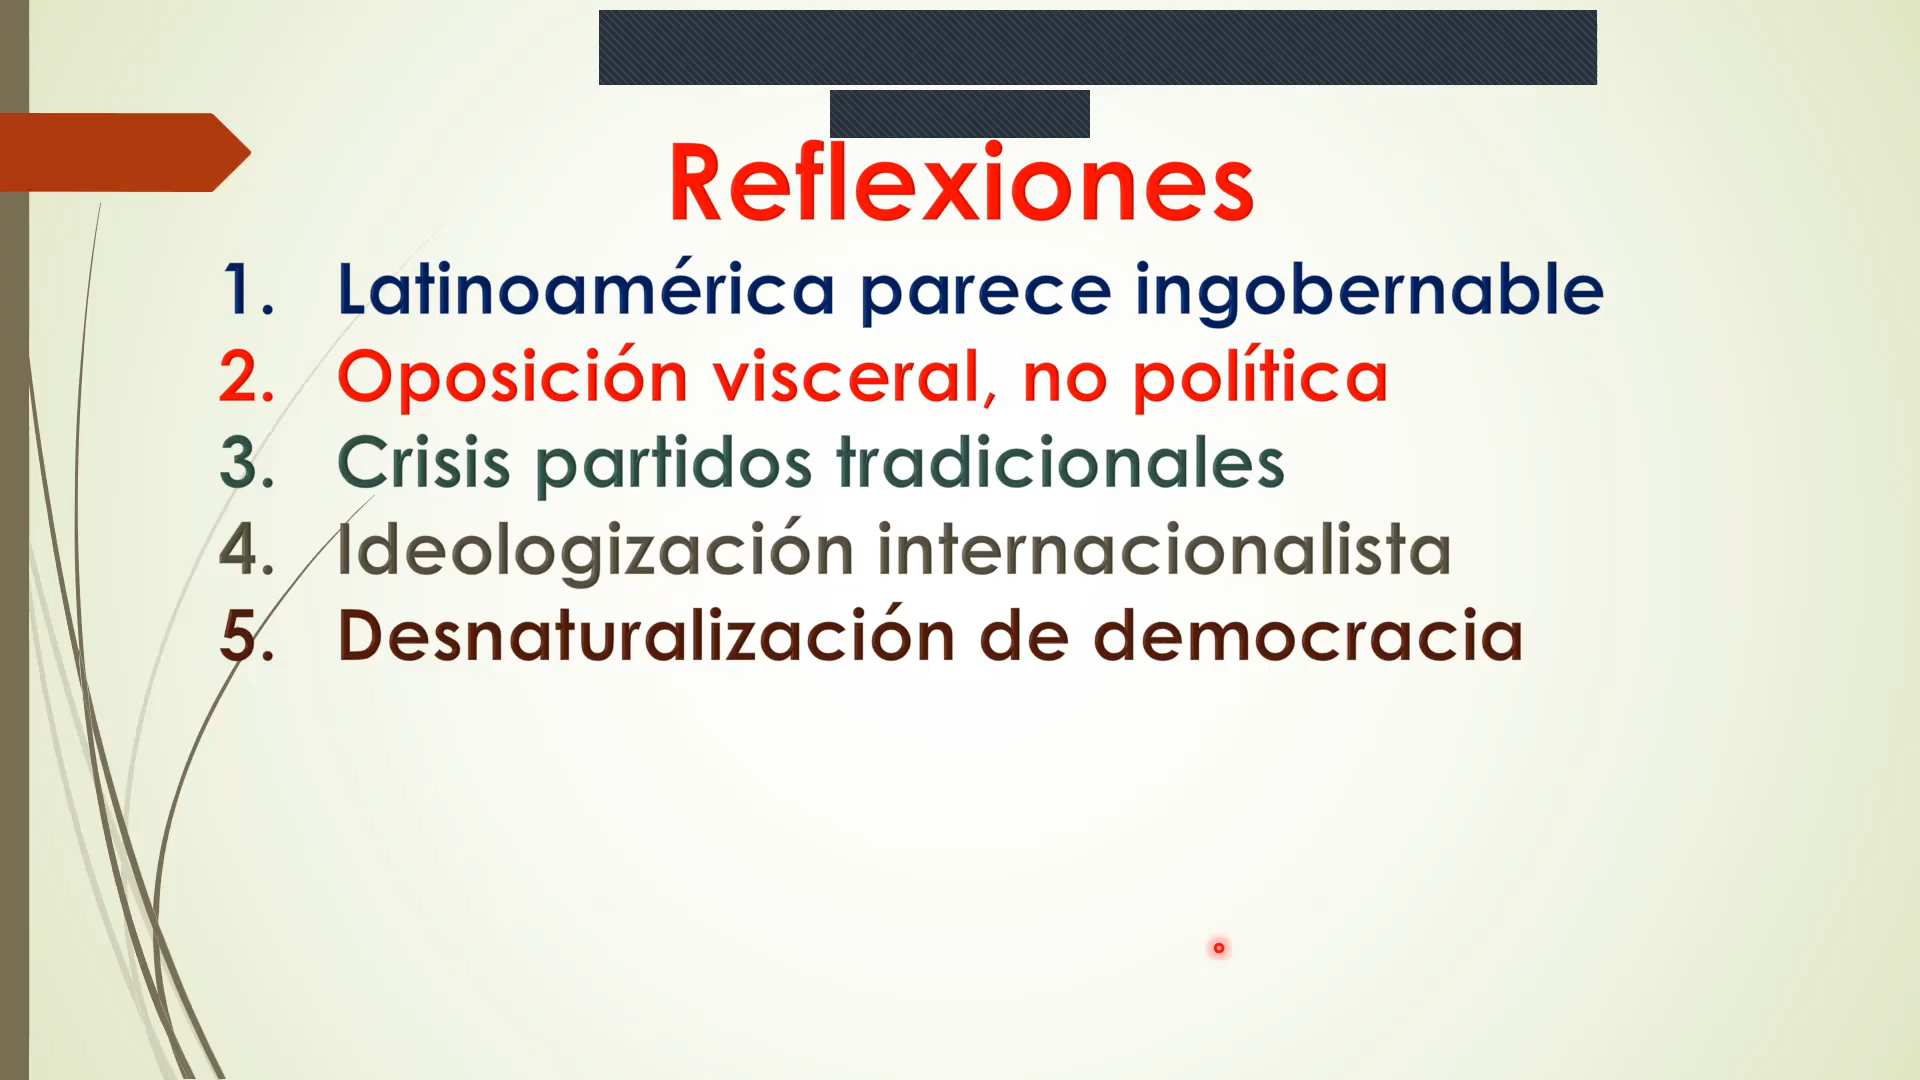 Reflexiones
1. Latinoamérica parece ingobernable
2. Oposición visceral, no política
3. Crisis partidos tradicionales
4. Ideologización internacionalista
5. Desnaturalización de democracia